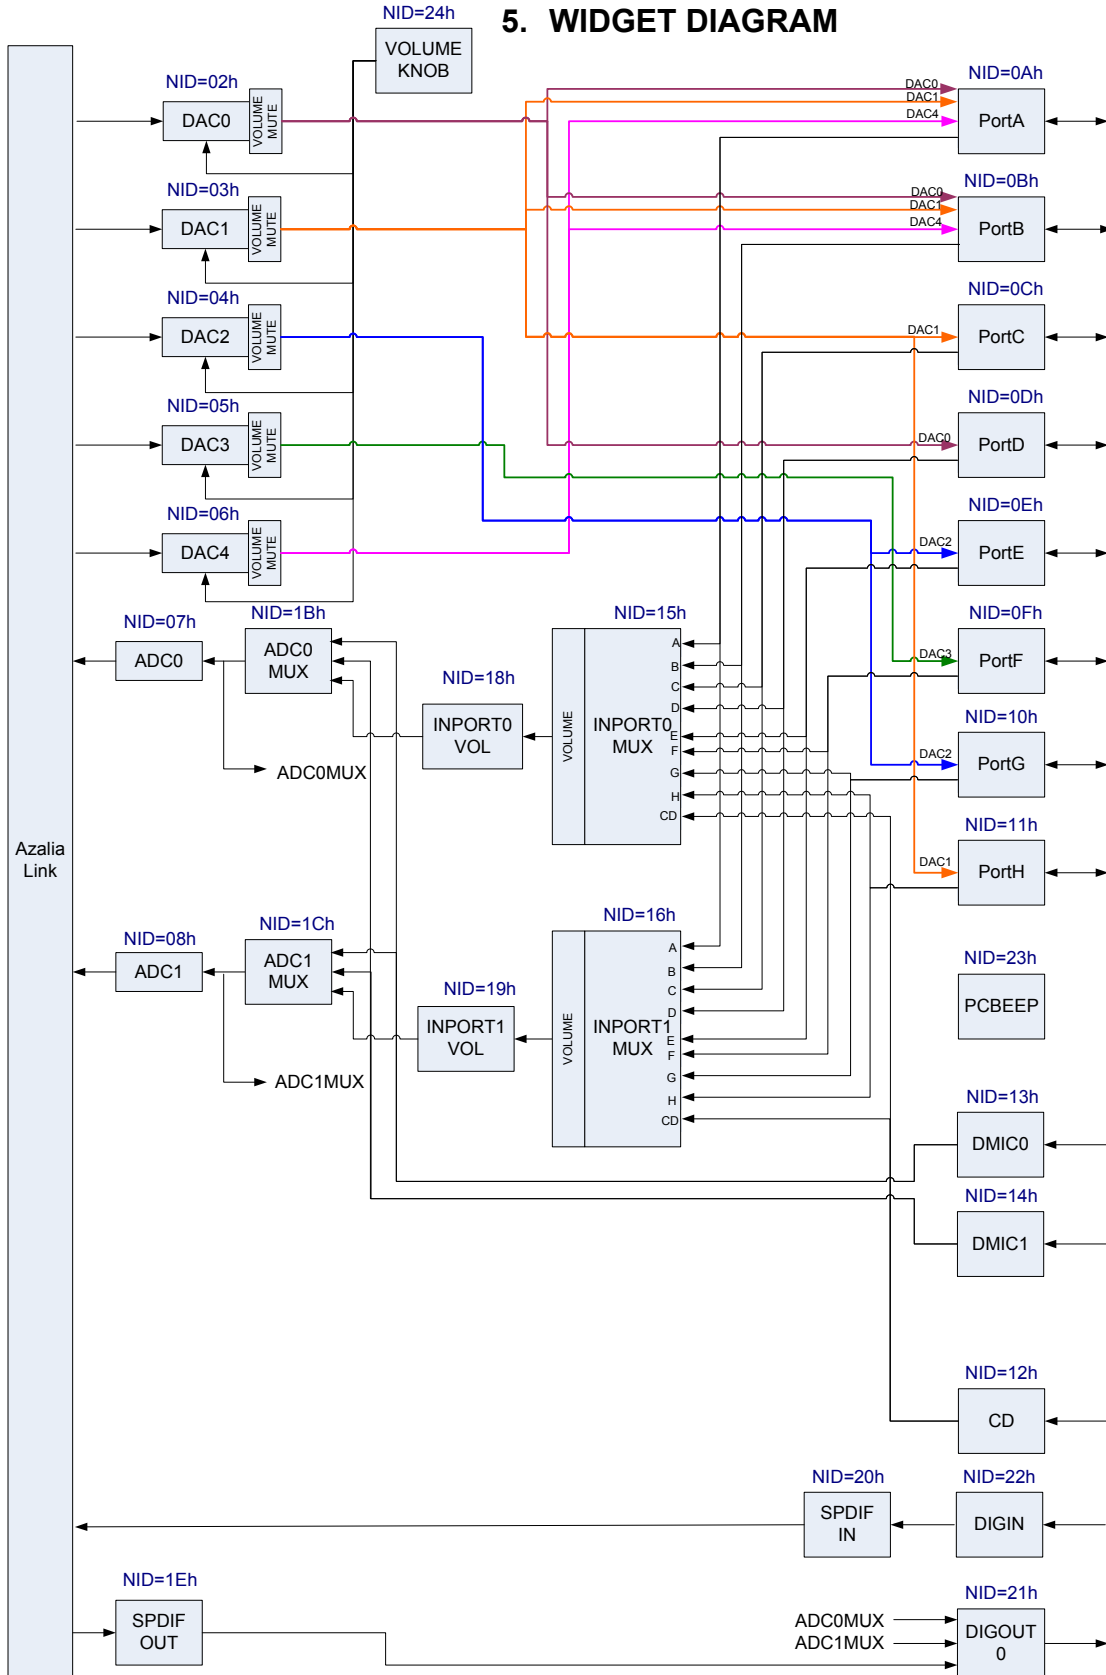 5. WIDGET DIAGRAM
NID=24h
VOLUME
KNOB
NID=02h
DAC0
VOLUME
MUTE
NID=03h
DAC1
VOLUME
MUTE
NID=04h
DAC2
VOLUME
MUTE
NID=05h
DAC3
VOLUME
MUTE
NID=06h
DAC4
VOLUME
MUTE
NID=0Ah
DAC0
DAC1
DAC4
PortA
NID=0Bh
DAC0
DAC1
DAC4
PortB
NID=0Ch
DAC1
PortC
NID=0Dh
DAC0
PortD
NID=0Eh
DAC2
PortE
NID=0Fh
DAC3
PortF
NID=10h
DAC2
PortG
NID=11h
DAC1
PortH
NID=07h
ADC0
NID=1Bh
ADC0
MUX
ADC0MUX
NID=18h
INPORT0
VOL
NID=15h
VOLUME
INPORT0
MUX
A
B
C
D
E
F
G
H
CD
Azalia
Link
NID=08h
ADC1
NID=1Ch
ADC1
MUX
ADC1MUX
NID=19h
INPORT1
VOL
NID=16h
VOLUME
INPORT1
MUX
A
B
C
D
E
F
G
H
CD
NID=23h
PCBEEP
NID=13h
DMIC0
NID=14h
DMIC1
NID=12h
CD
NID=20h
SPDIF
IN
NID=22h
DIGIN
NID=1Eh
SPDIF
OUT
NID=21h
ADC0MUX
ADC1MUX
DIGOUT
0